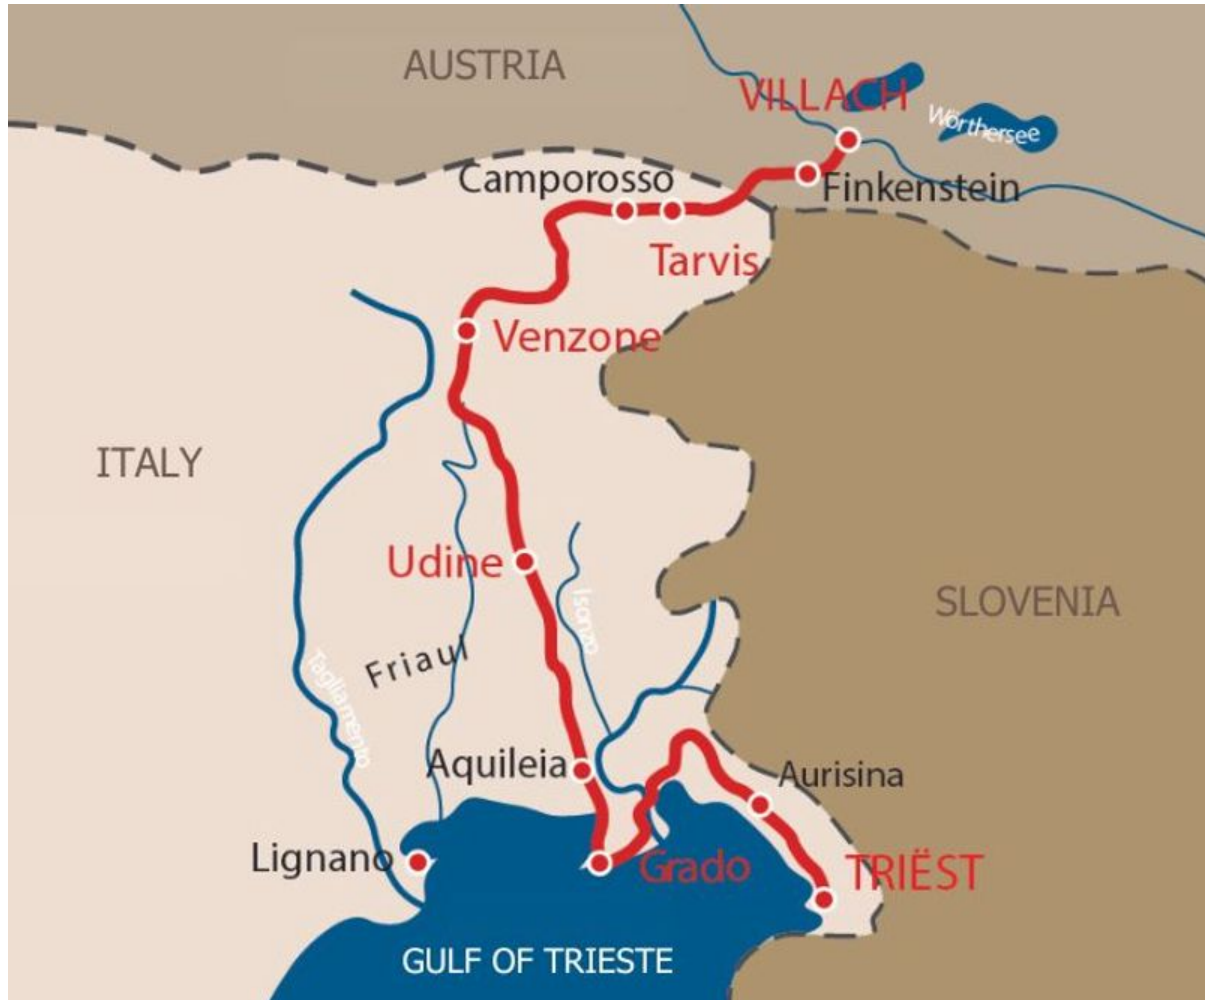 AUSTRIA
VILLACH
Wörthersee
Camporosso
Finkenstein
Tarvis
Venzone
ITALY
Udine
SLOVENIA
Isonzo
Friaul
Tagliamento
Aquileia
Aurisina
Lignano
Grado
TRIËST
GULF OF TRIESTE